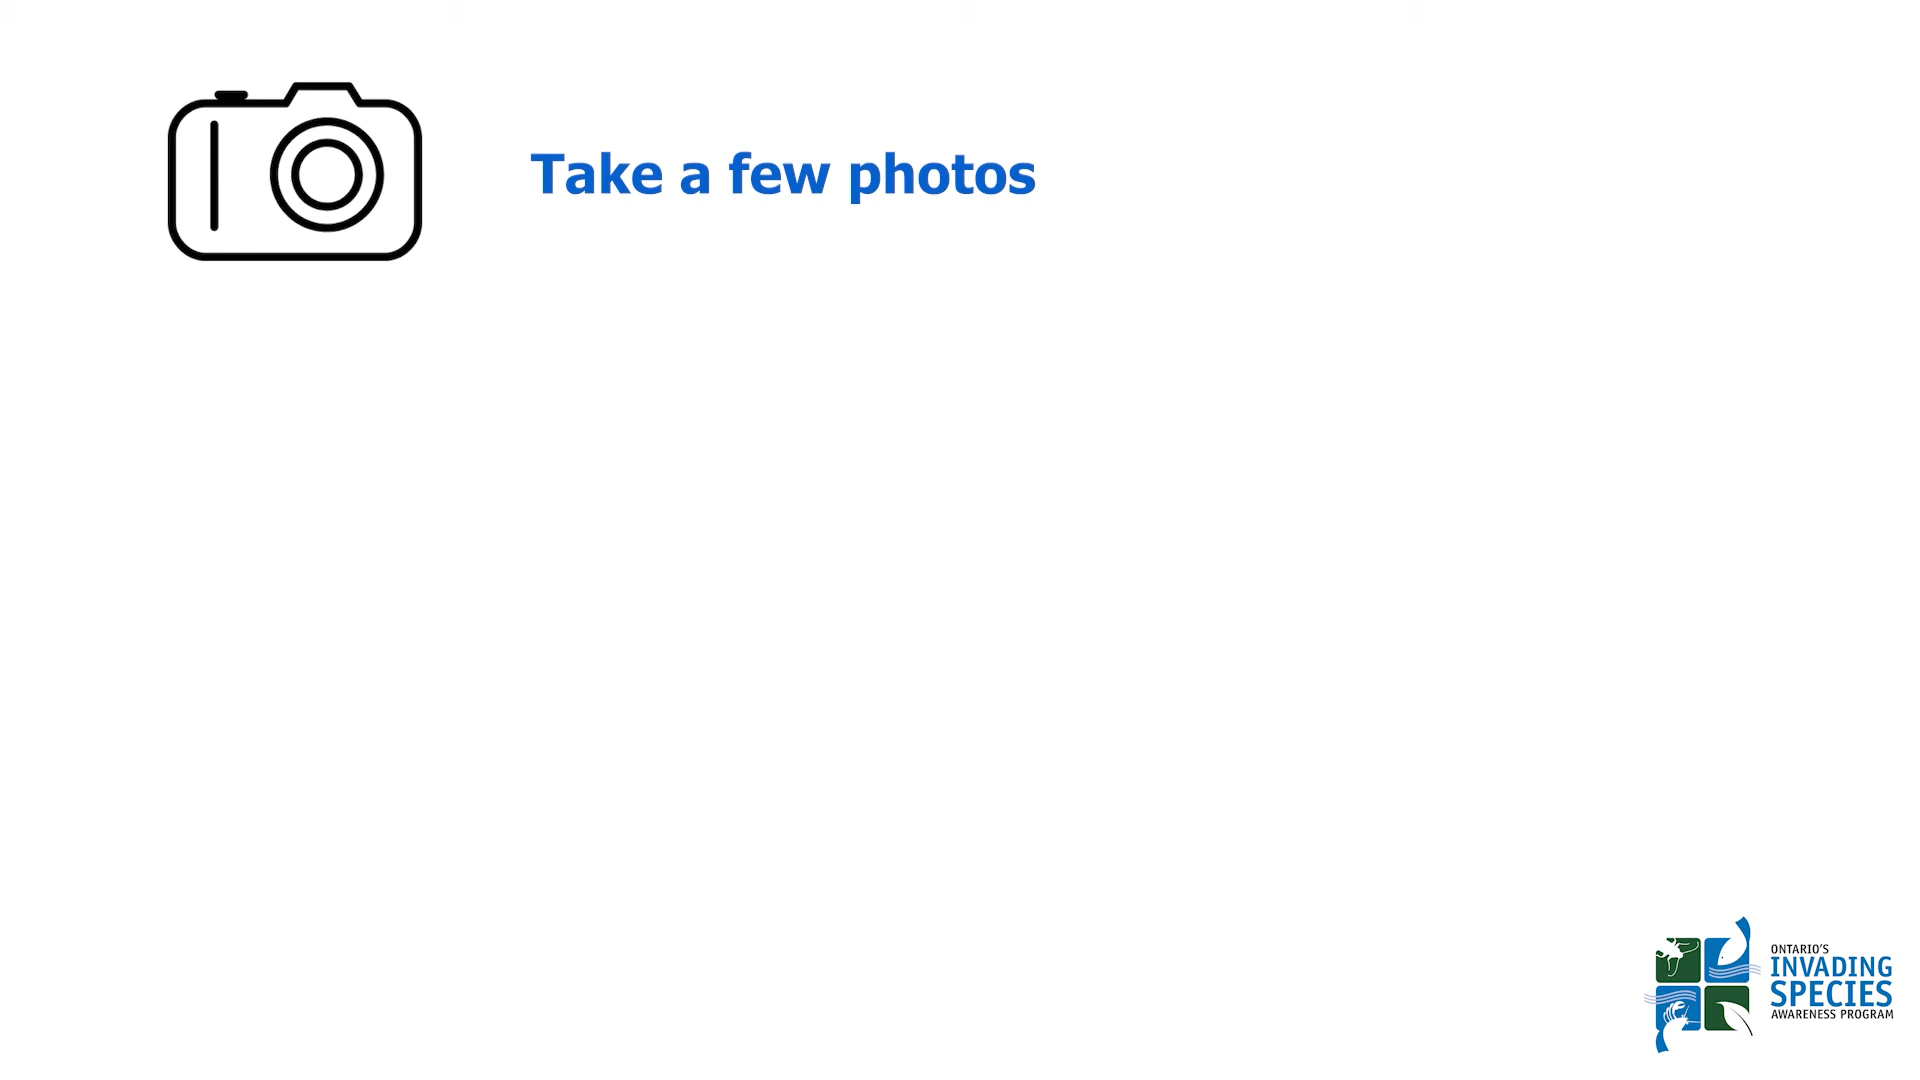 Take a few photos
ONTARIO'S
INVADING
SPECIES
AWARENESS PROGRAM